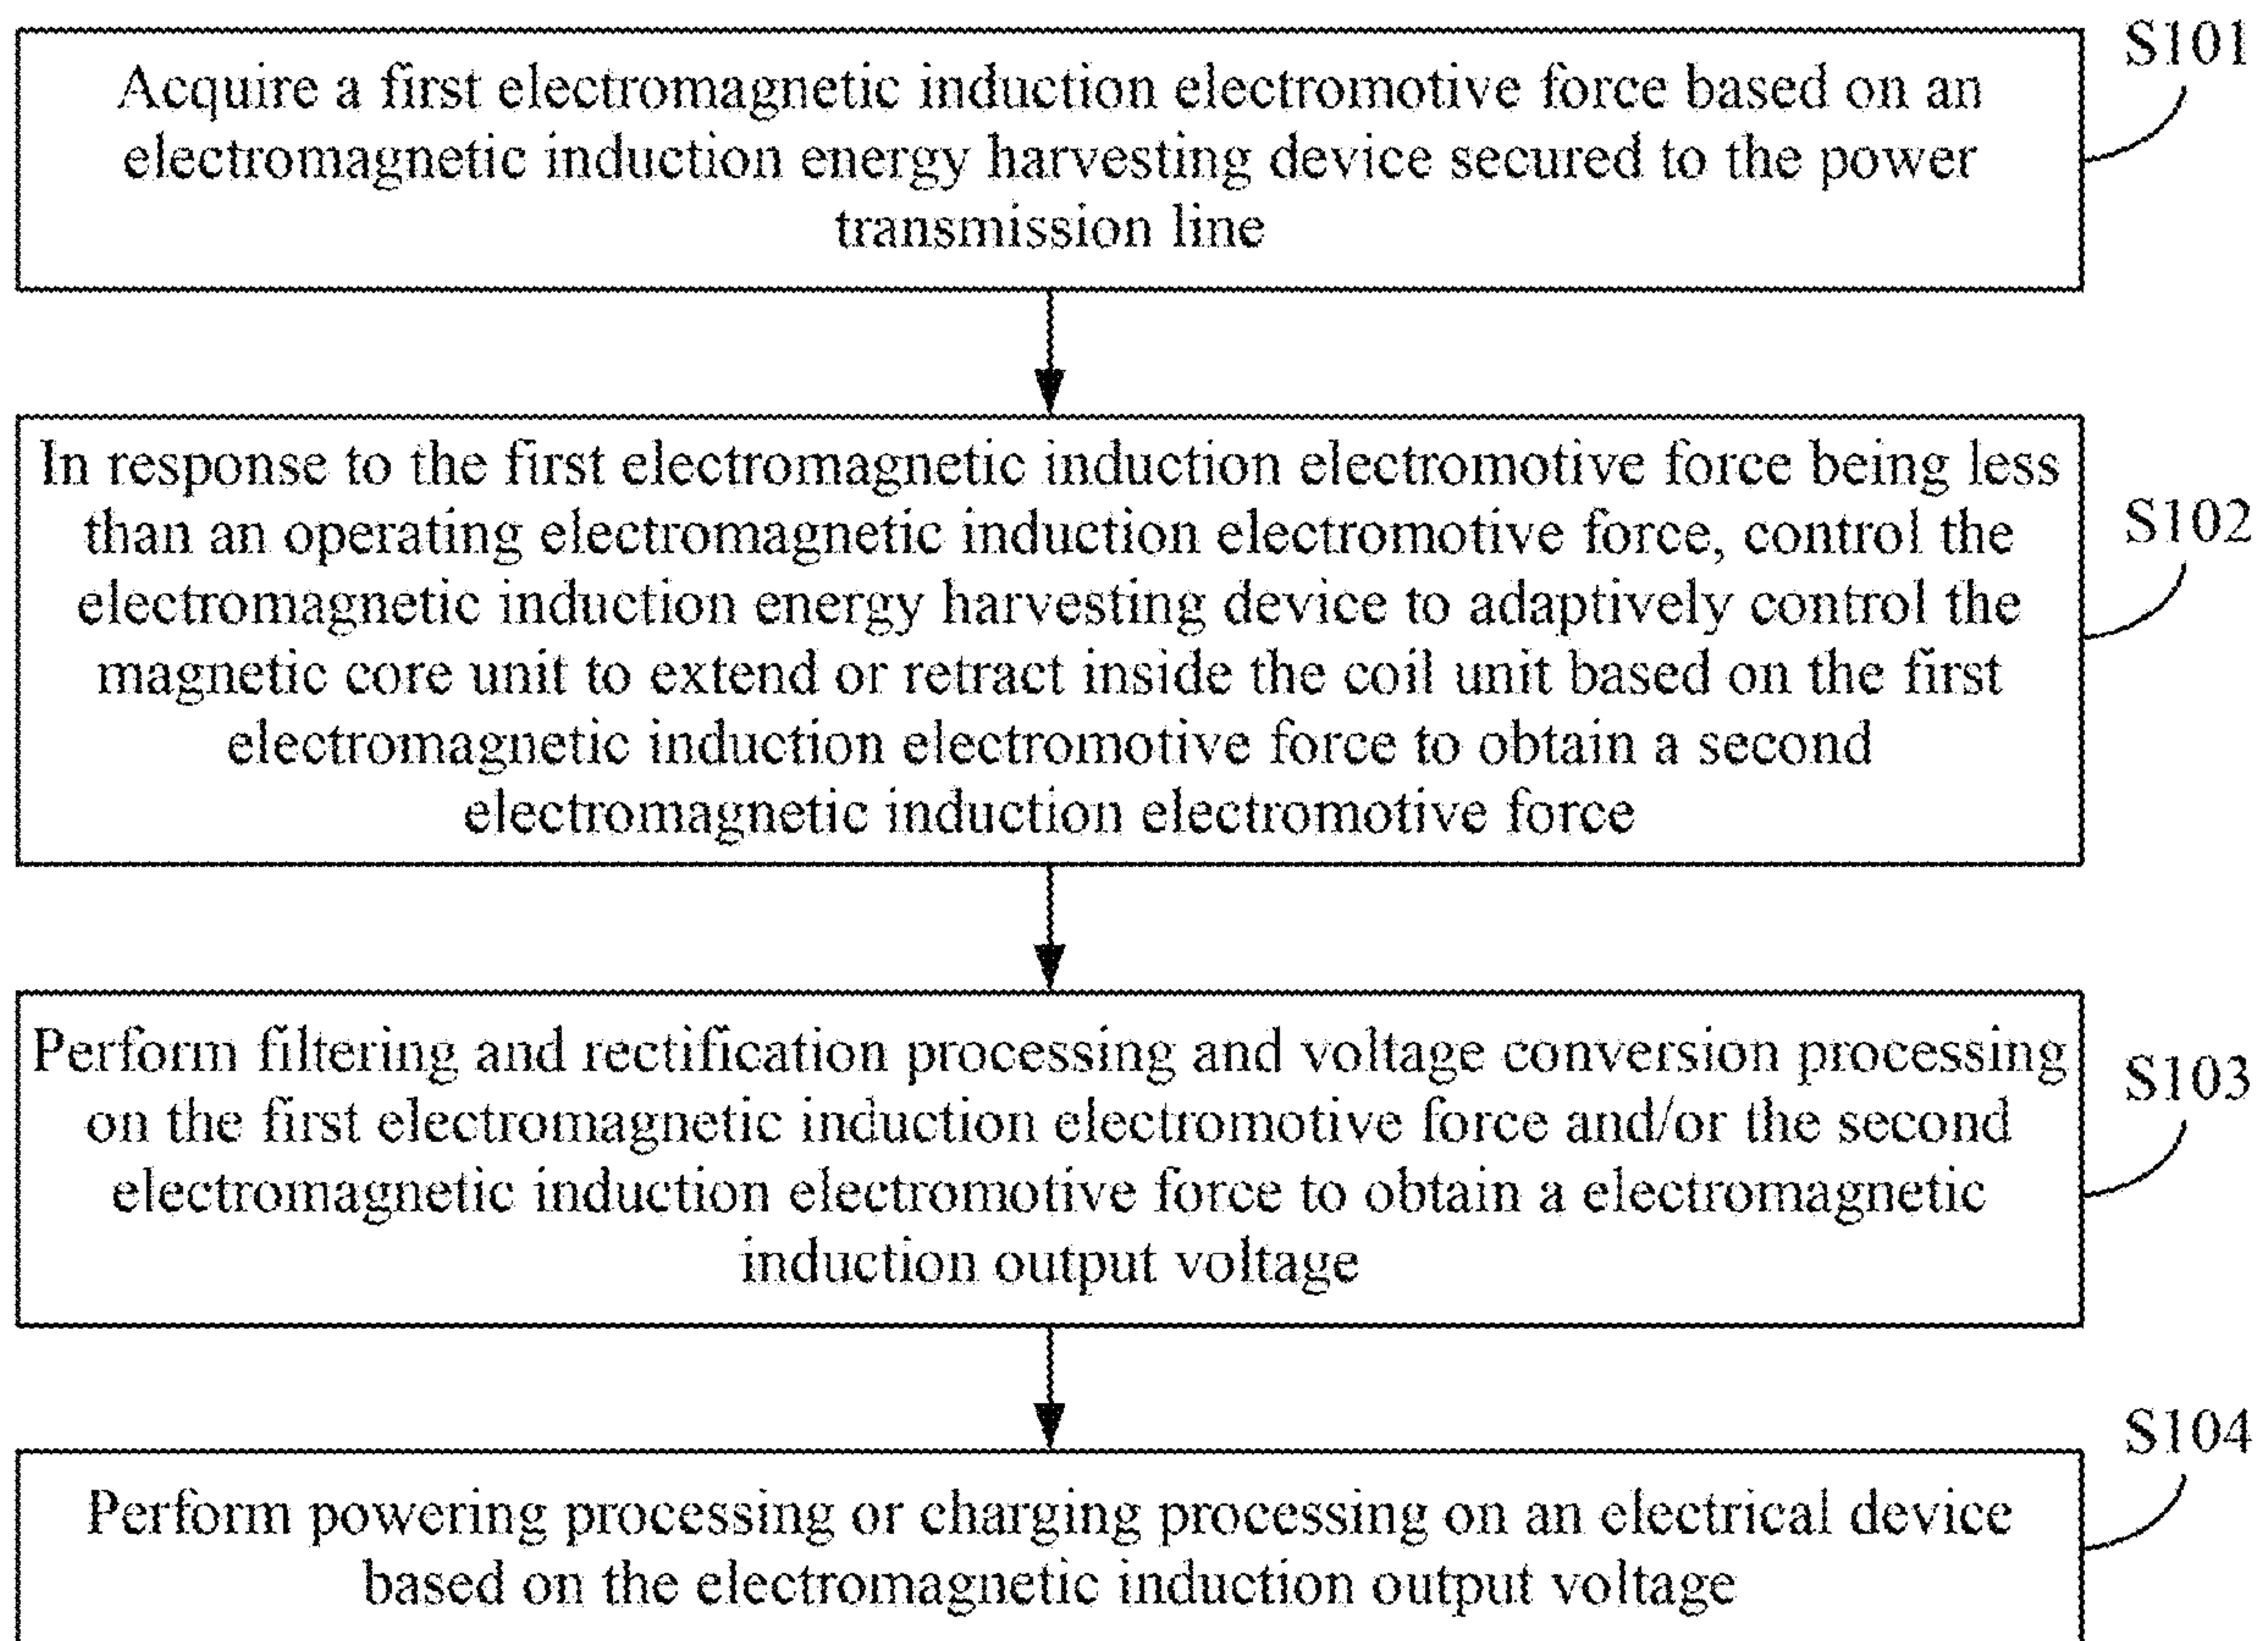 S101
Acquire a first electromagnetic induction electromotive force based on an
electromagnetic induction energy harvesting device secured to the power
transmission line
In response to the first electromagnetic induction electromotive force being less
than an operating electromagnetic induction electromotive force, control the
electromagnetic induction energy harvesting device to adaptively control the
magnetic core unit to extend or retract inside the coil unit based on the first
electromagnetic induction electromotive force to obtain a second
electromagnetic induction electromotive force
S102
Perform filtering and rectification processing and voltage conversion processing
on the first electromagnetic induction electromotive force and/or the second
electromagnetic induction electromotive force to obtain a electromagnetic
induction output voltage
S103
S104
Perform powering processing or charging processing on an electrical device
based on the electromagnetic induction output voltage